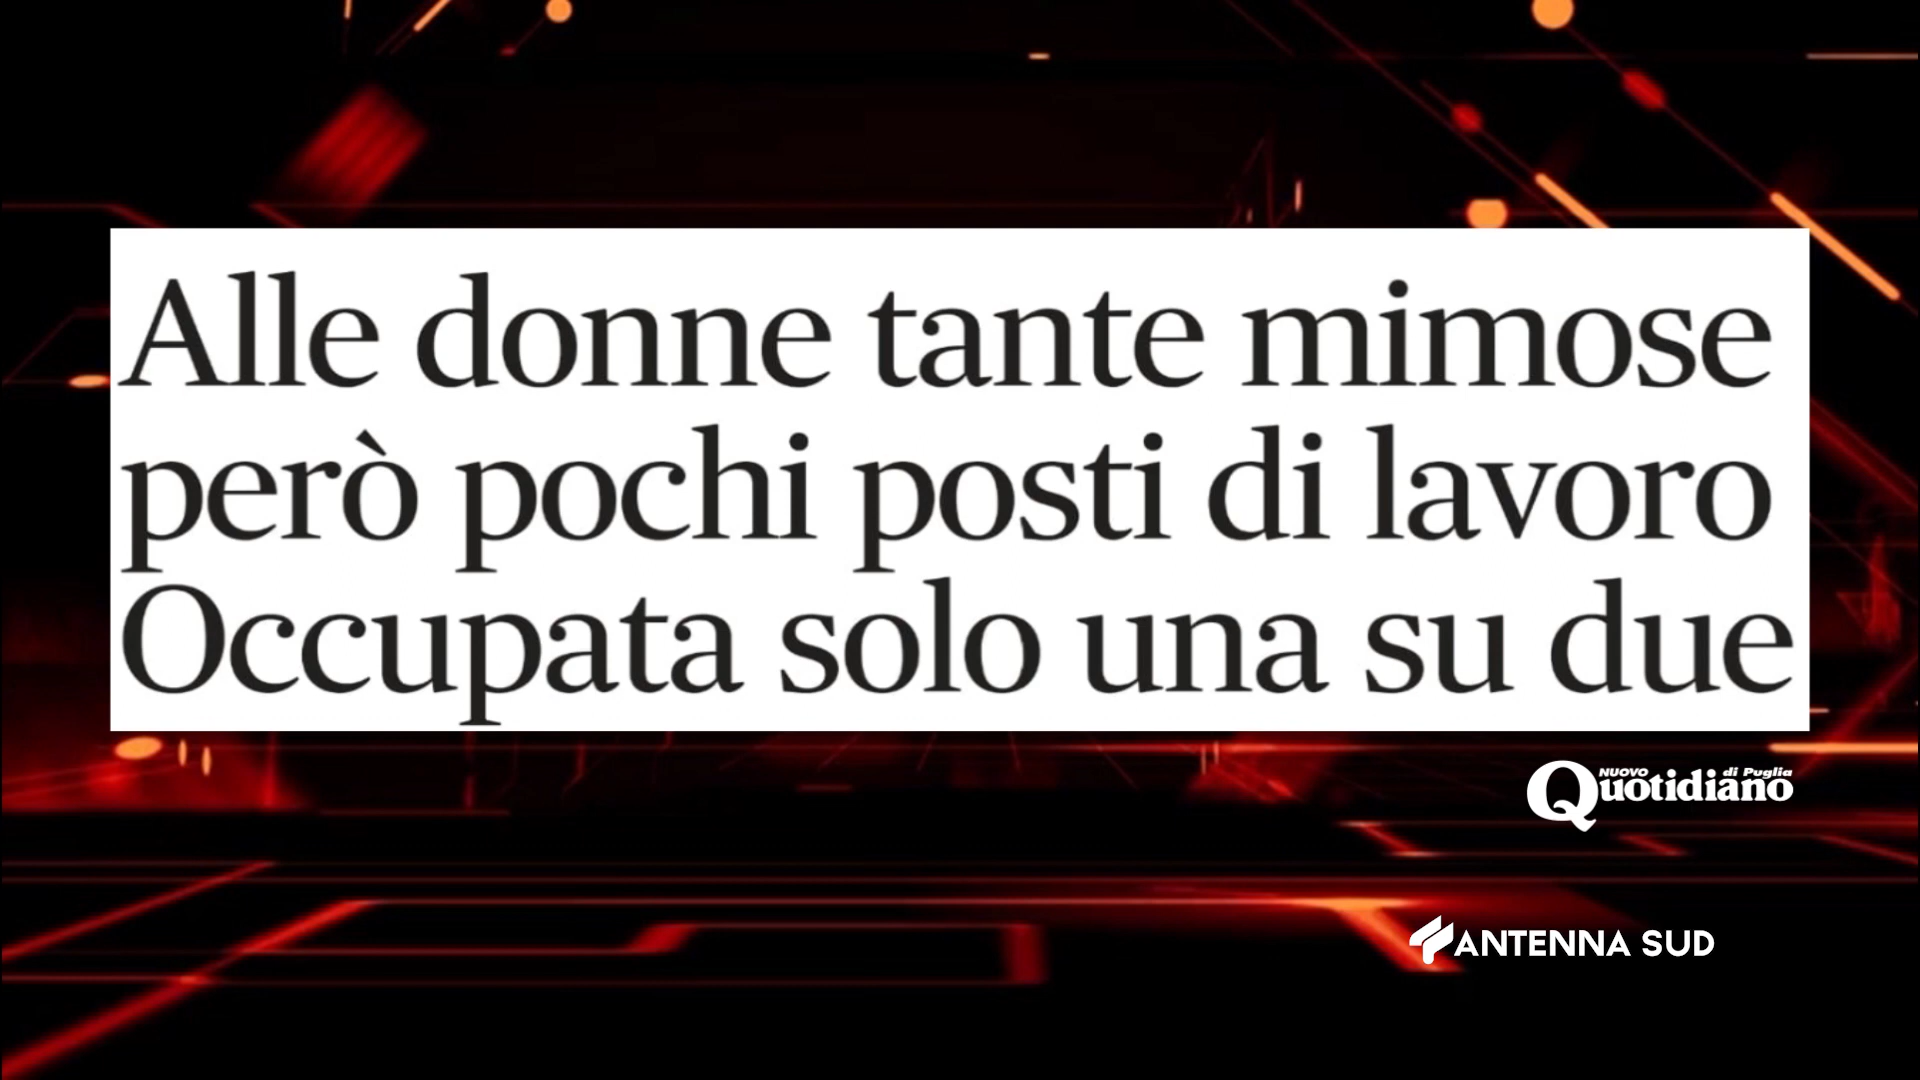 Alle donne tante mimose
però pochi posti di lavoro
Occupata solo una su due
NUOVO Quotidiano di Puglia
ANTENNA SUD